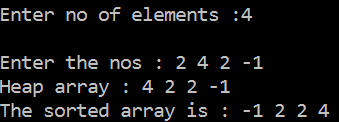 Enter no of elements :4
Enter the nos : 2 4 2 -1
Heap array : 4 2 2 -1
The sorted array is : -1 2 2 4